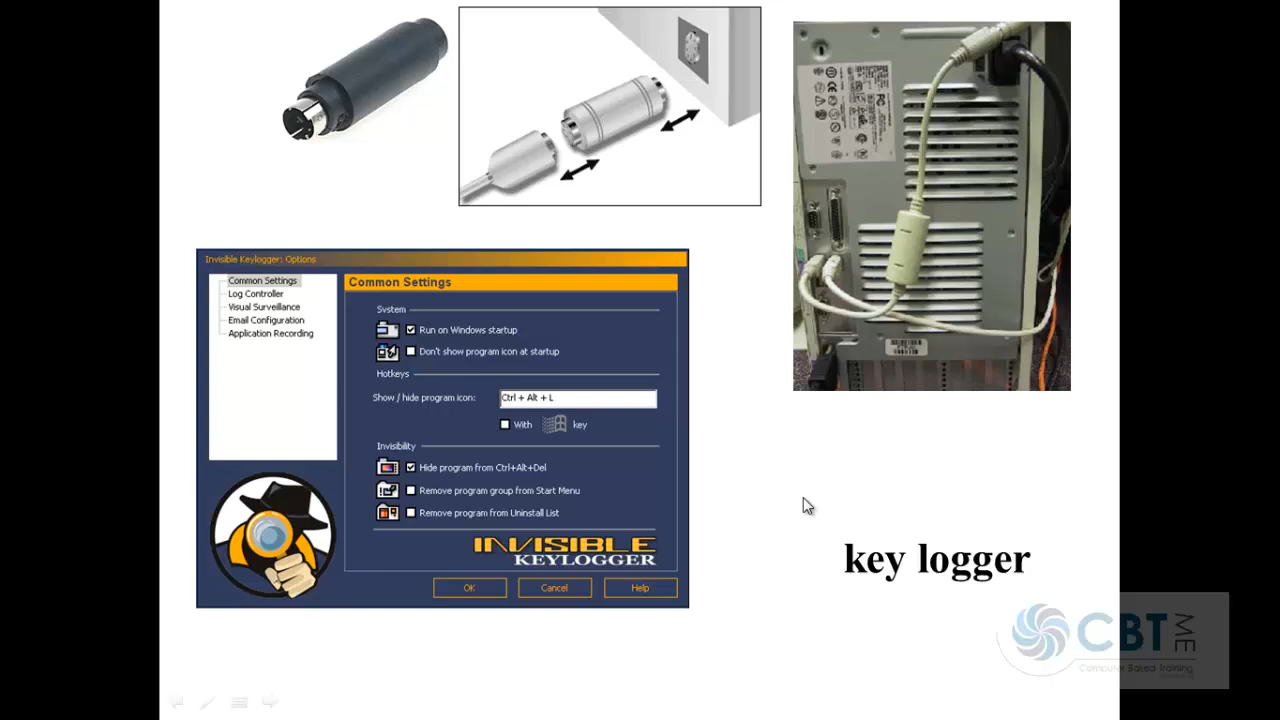 Invisible Keylogger: Options
Common Settings
Log Controller
Visual Surveillance
Email Configuration
Application Recording
Common Settings
System
Run on Windows startup
Don't show program icon at startup
Hotkeys
Show / hide program icon:
Ctrl + Alt + L
With key
Invisibility
Hide program from Ctrl+Alt+Del
Remove program group from Start Menu
Remove program from Uninstall List
INVISIBLE
KEYLOGGER
OK
Cancel
Help
key logger
CBT ME
Computer Based Training